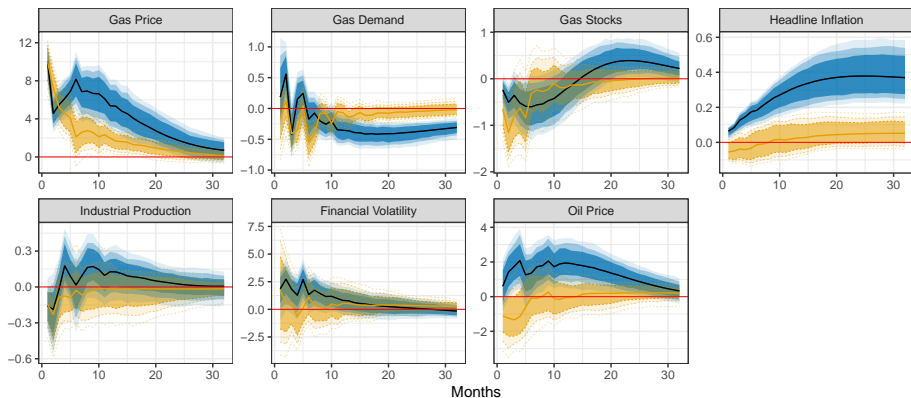 Gas Price
Gas Demand
Gas Stocks
Headline Inflation
12
8
4
0
0 10 20 30
1.0
0.5
0.0
−0.5
−1.0
0 10 20 30
1
0
−1
−2
0 10 20 30
0.6
0.4
0.2
0.0
0 10 20 30
Industrial Production
Financial Volatility
Oil Price
0.3
0.0
−0.3
−0.6
0 10 20 30
7.5
5.0
2.5
0.0
−2.5
0 10 20 30
4
2
0
−2
0 10 20 30
Months